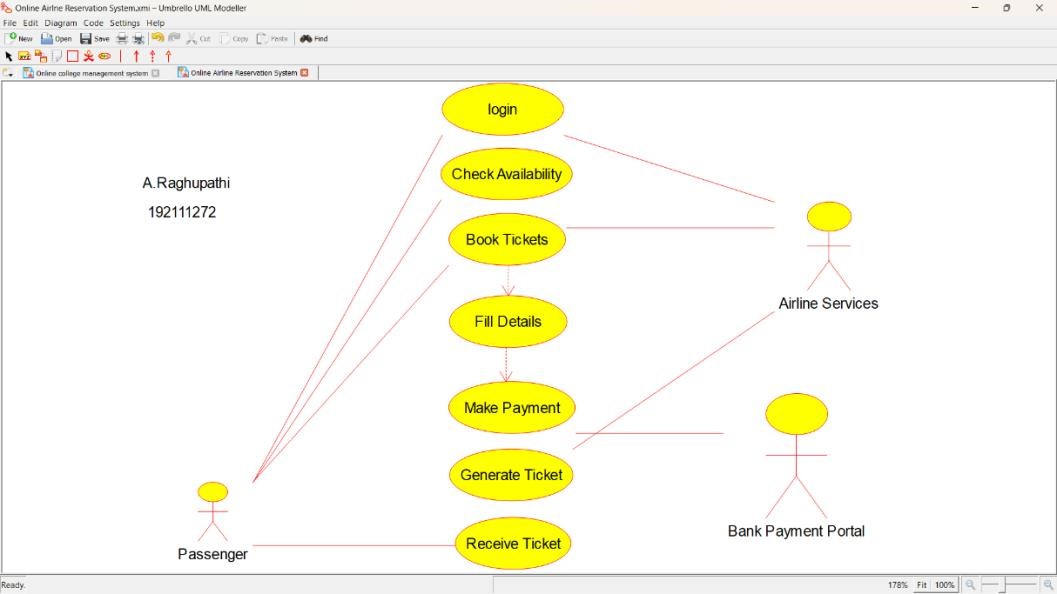 Online Airlne Reservation System.xmi – Umbrello UML Modeller
File Edit Diagram Code Settings Help
New Open Save Cut Copy Paste Find
Online college management system Online Airline Reservation System
login
Check Availability
A.Raghupathi
192111272
Book Tickets
Airline Services
Fill Details
Make Payment
Generate Ticket
Bank Payment Portal
Receive Ticket
Passenger
Ready.
178% Fit 100%